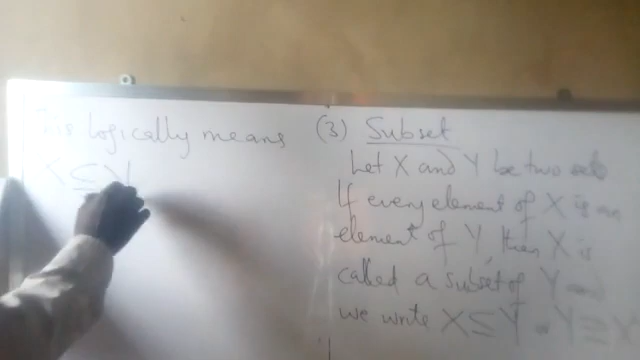 This logically means
X ⊆ Y
(3) Subset
Let X and Y be two sets
If every element of X is an
element of Y, then X is
called a subset of Y and
we write X ⊆ Y or Y ⊇ X